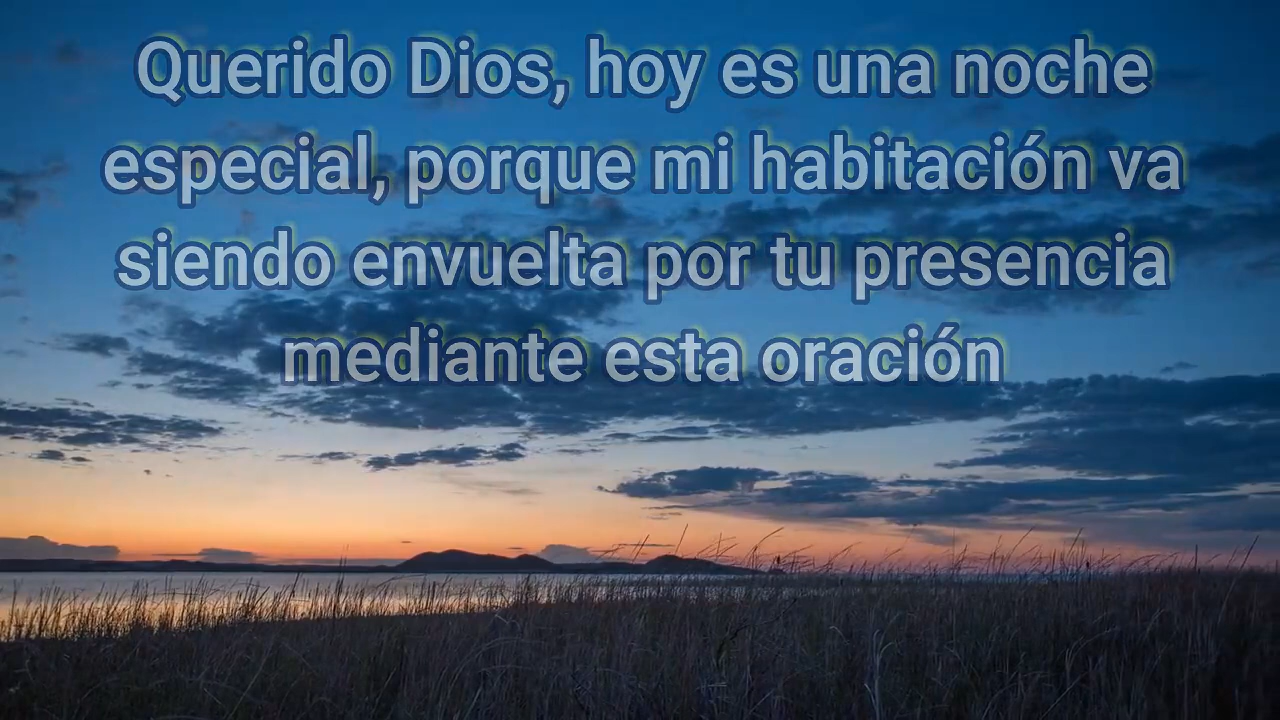 Querido Dios, hoy es una noche
especial, porque mi habitación va
siendo envuelta por tu presencia
mediante esta oración